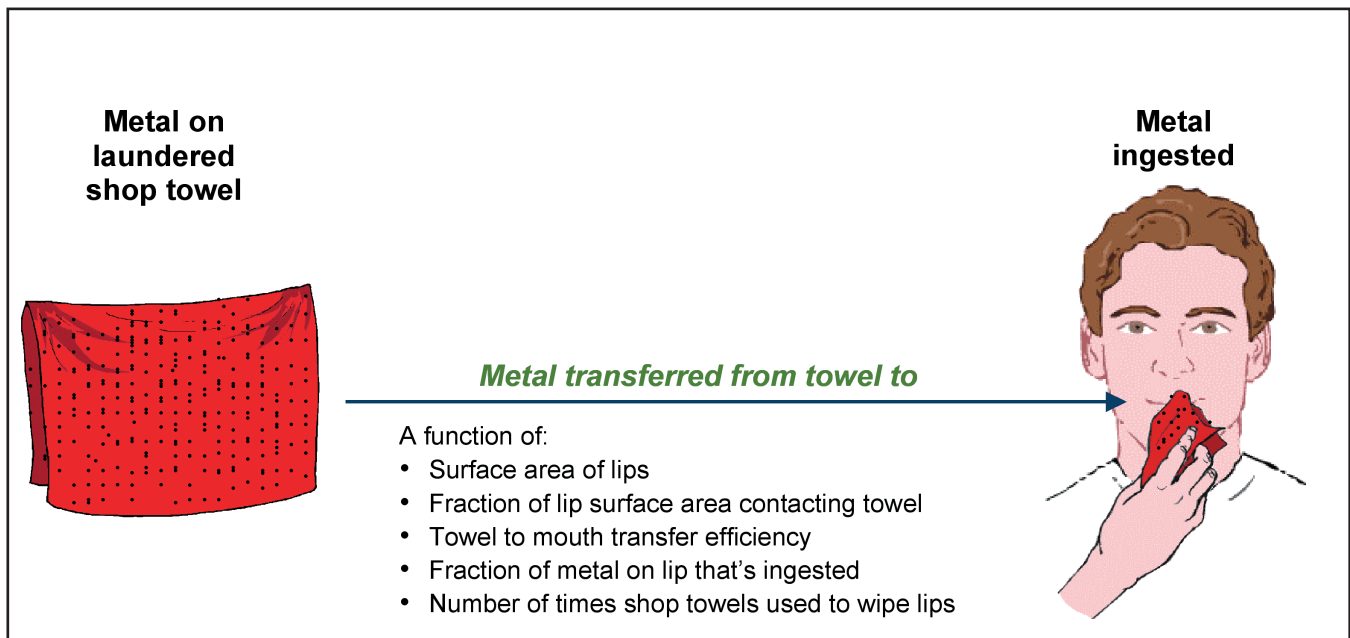 Metal on
laundered
shop towel
Metal
ingested
Metal transferred from towel to
A function of:
• Surface area of lips
• Fraction of lip surface area contacting towel
• Towel to mouth transfer efficiency
• Fraction of metal on lip that's ingested
• Number of times shop towels used to wipe lips